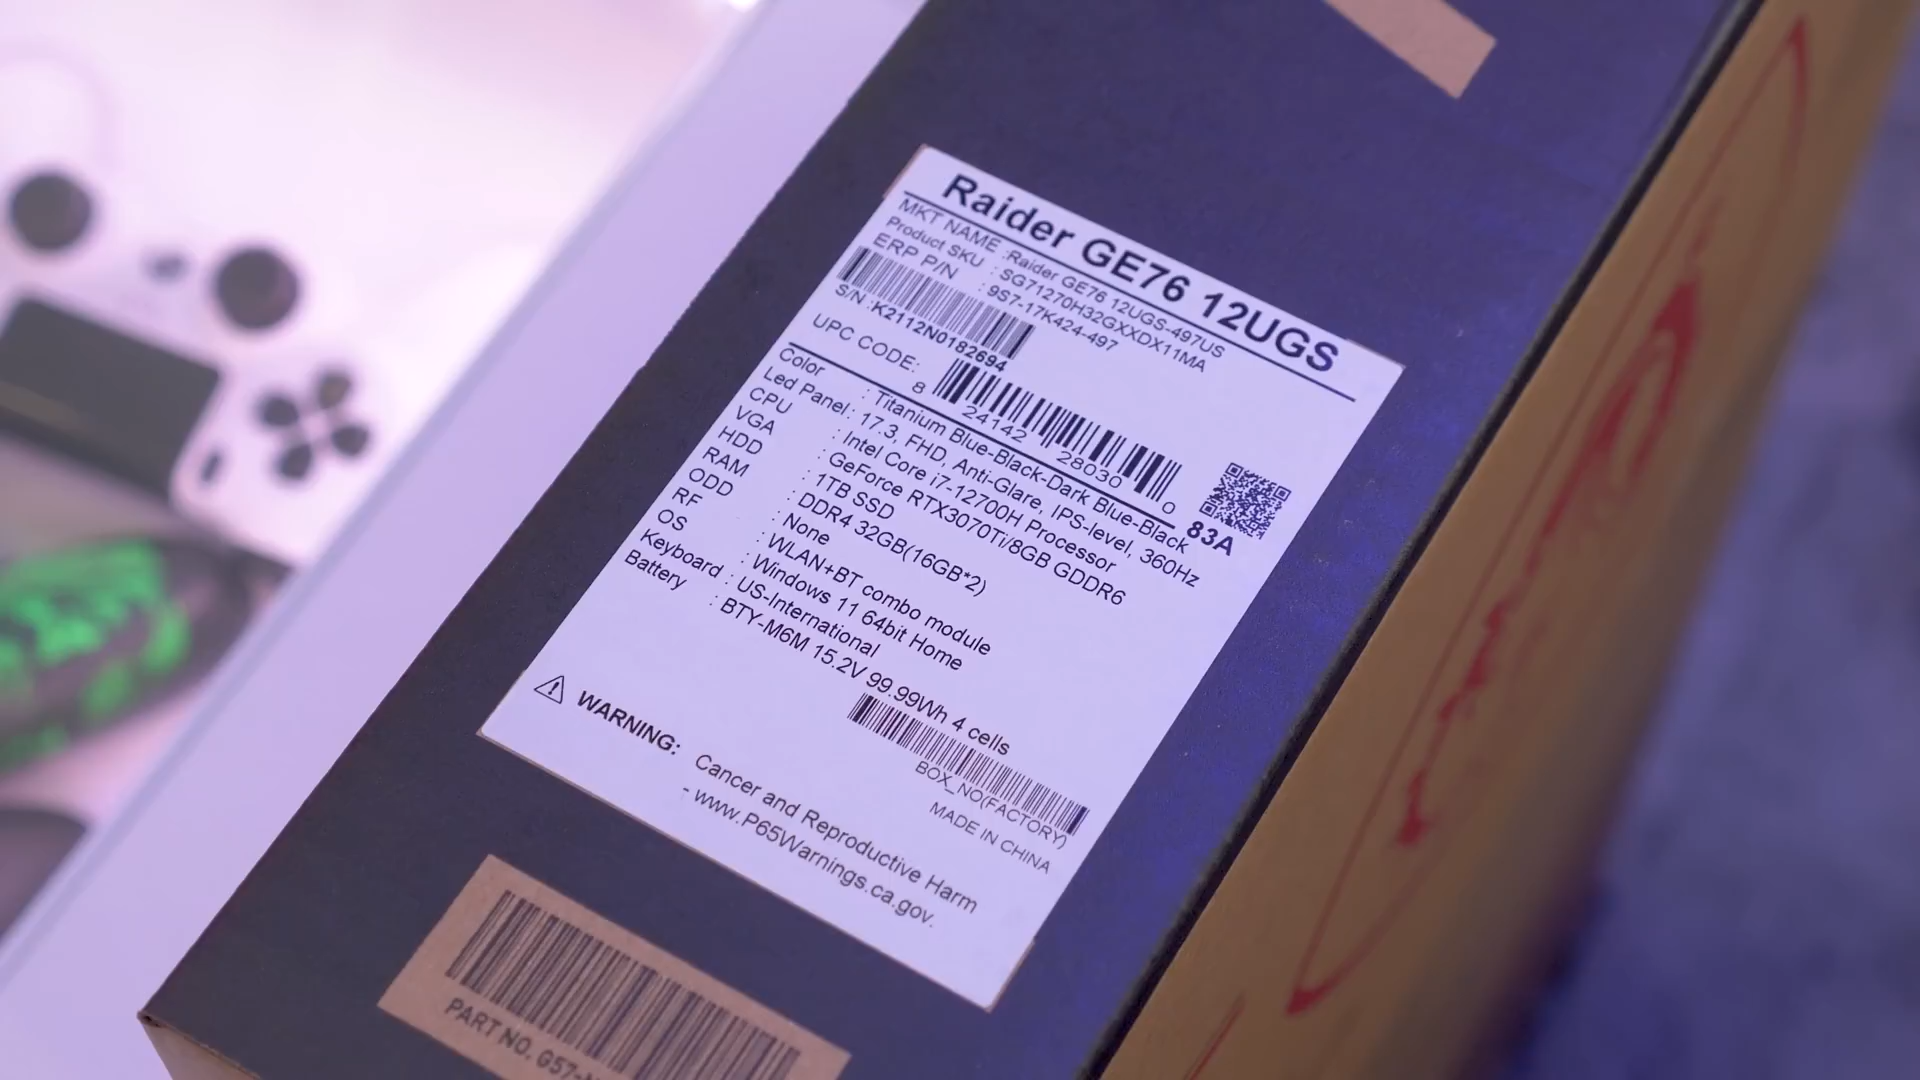 Raider GE76 12UGS
MKT NAME :Raider GE76 12UGS-497US
Product SKU : SG71270H32GXXDX11MA
ERP P/N : 9S7-17K424-497
S/N :K2112N0182694
UPC CODE: 8 24142 28030 0
83A
Color : Titanium Blue-Black-Dark Blue-Black
Led Panel : 17.3, FHD, Anti-Glare, IPS-level, 360Hz
CPU : Intel Core i7-12700H Processor
VGA : GeForce RTX3070Ti/8GB GDDR6
HDD : 1TB SSD
RAM : DDR4 32GB(16GB*2)
ODD : None
RF : WLAN+BT combo module
OS : Windows 11 64bit Home
Keyboard : US-International
Battery : BTY-M6M 15.2V 99.99Wh 4 cells
BOX_NO(FACTORY)
MADE IN CHINA
WARNING: Cancer and Reproductive Harm
- www.P65Warnings.ca.gov.
PART NO. G57-